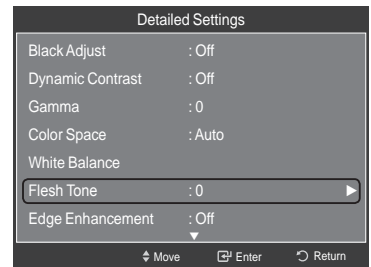 Detailed Settings
Black Adjust : Off
Dynamic Contrast : Off
Gamma : 0
Color Space : Auto
White Balance
Flesh Tone : 0 ▶
Edge Enhancement : Off
▼
Move Enter Return